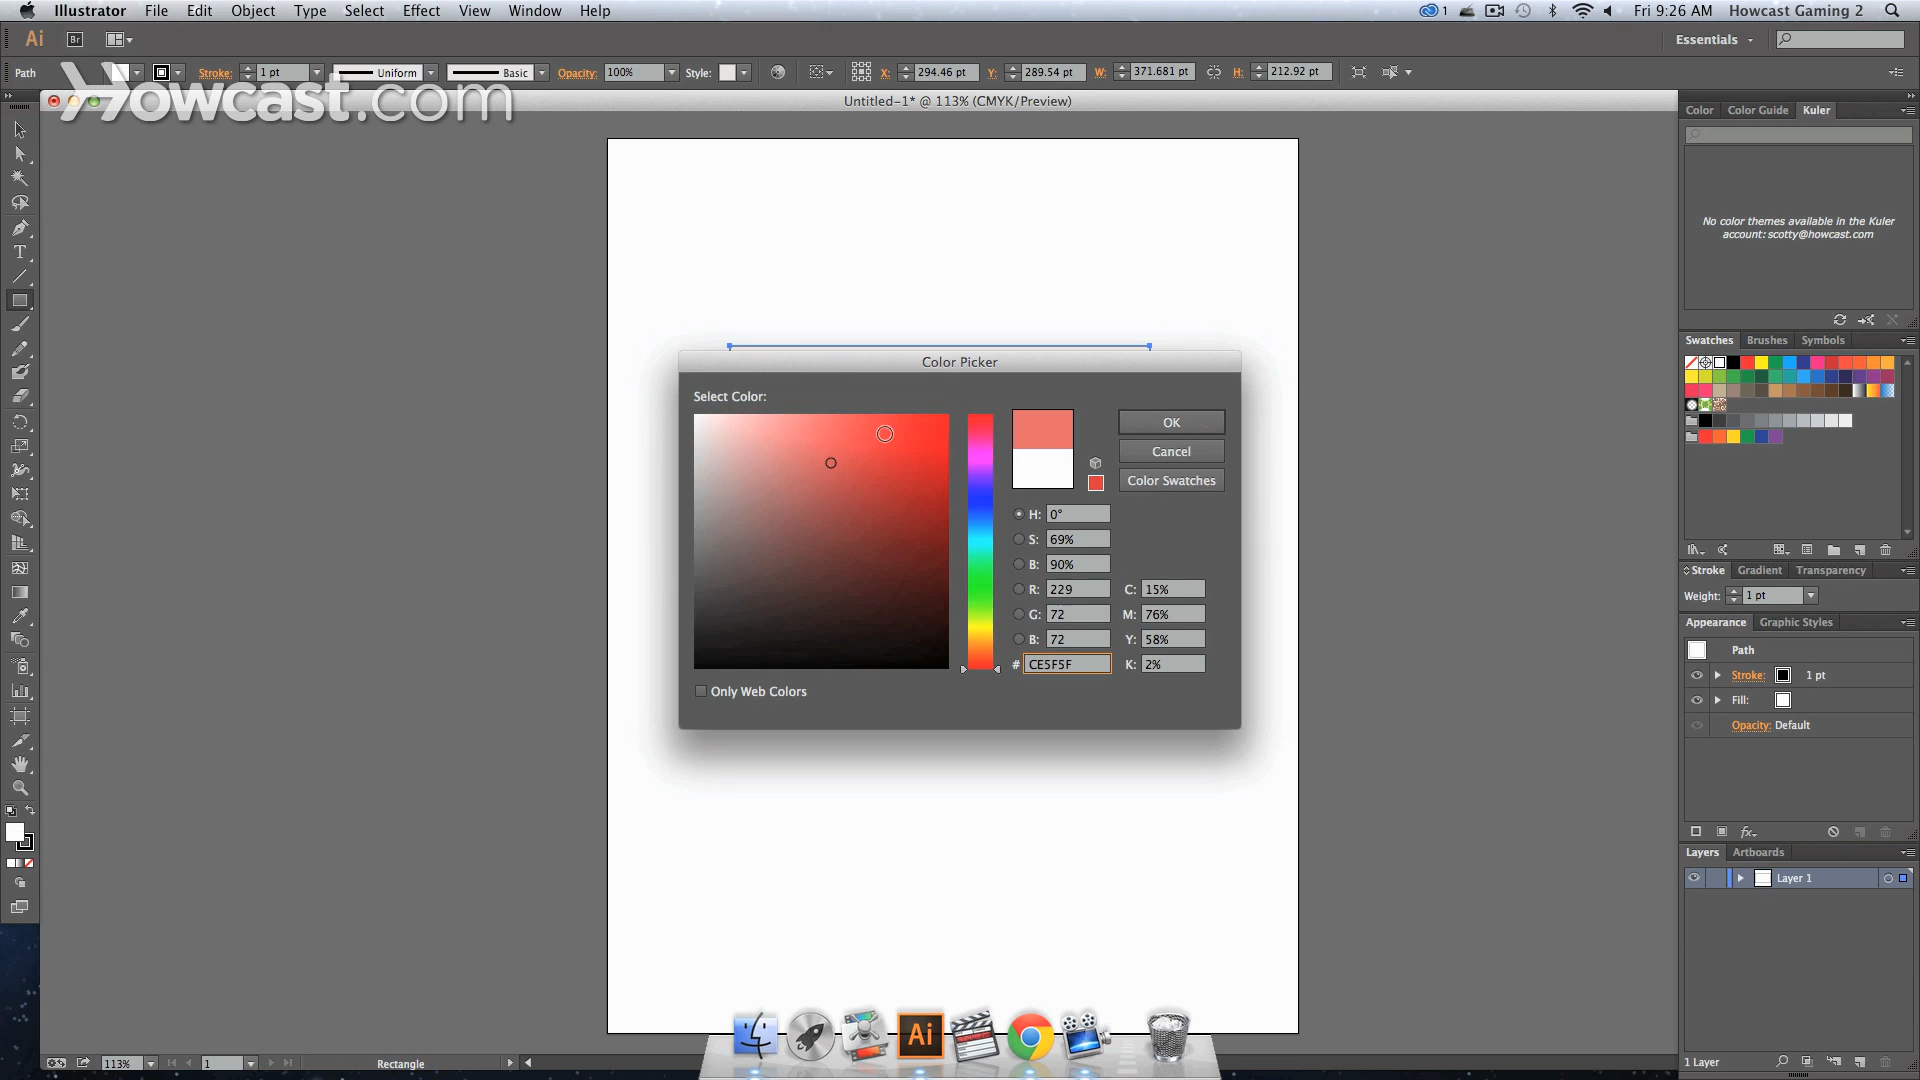 Illustrator File Edit Object Type Select Effect View Window Help
1 Fri 9:26 AM Howcast Gaming 2
Ai Br Essentials
Path Stroke: 1 pt Uniform Basic Opacity: 100% Style: X: 294.46 pt Y: 289.54 pt W: 371.681 pt H: 212.92 pt
Howcast.com
Untitled-1* @ 113% (CMYK/Preview)
Color Color Guide Kuler
No color themes available in the Kuler
account: scotty@howcast.com
Swatches Brushes Symbols
Color Picker
Select Color:
OK
Cancel
Color Swatches
H: 0°
S: 69%
B: 90%
R: 229 C: 15%
G: 72 M: 76%
B: 72 Y: 58%
# CE5F5F K: 2%
Only Web Colors
Stroke Gradient Transparency
Weight: 1 pt
Appearance Graphic Styles
Path
Stroke: 1 pt
Fill:
Opacity: Default
fx
Layers Artboards
Layer 1
Ai
113% 1 Rectangle
1 Layer